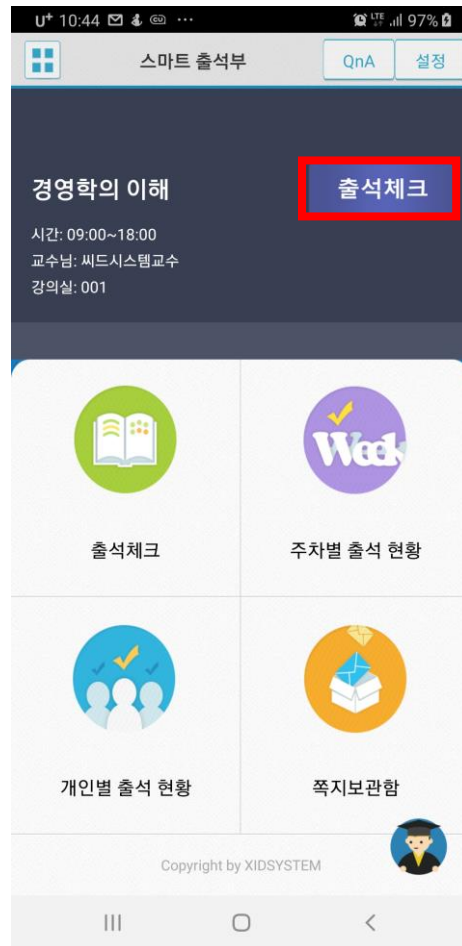 U+ 10:44 97%
스마트 출석부
QnA
설정
경영학의 이해
출석체크
시간: 09:00~18:00
교수님: 씨드시스템교수
강의실: 001
Week
출석체크
주차별 출석 현황
개인별 출석 현황
쪽지보관함
Copyright by XIDSYSTEM